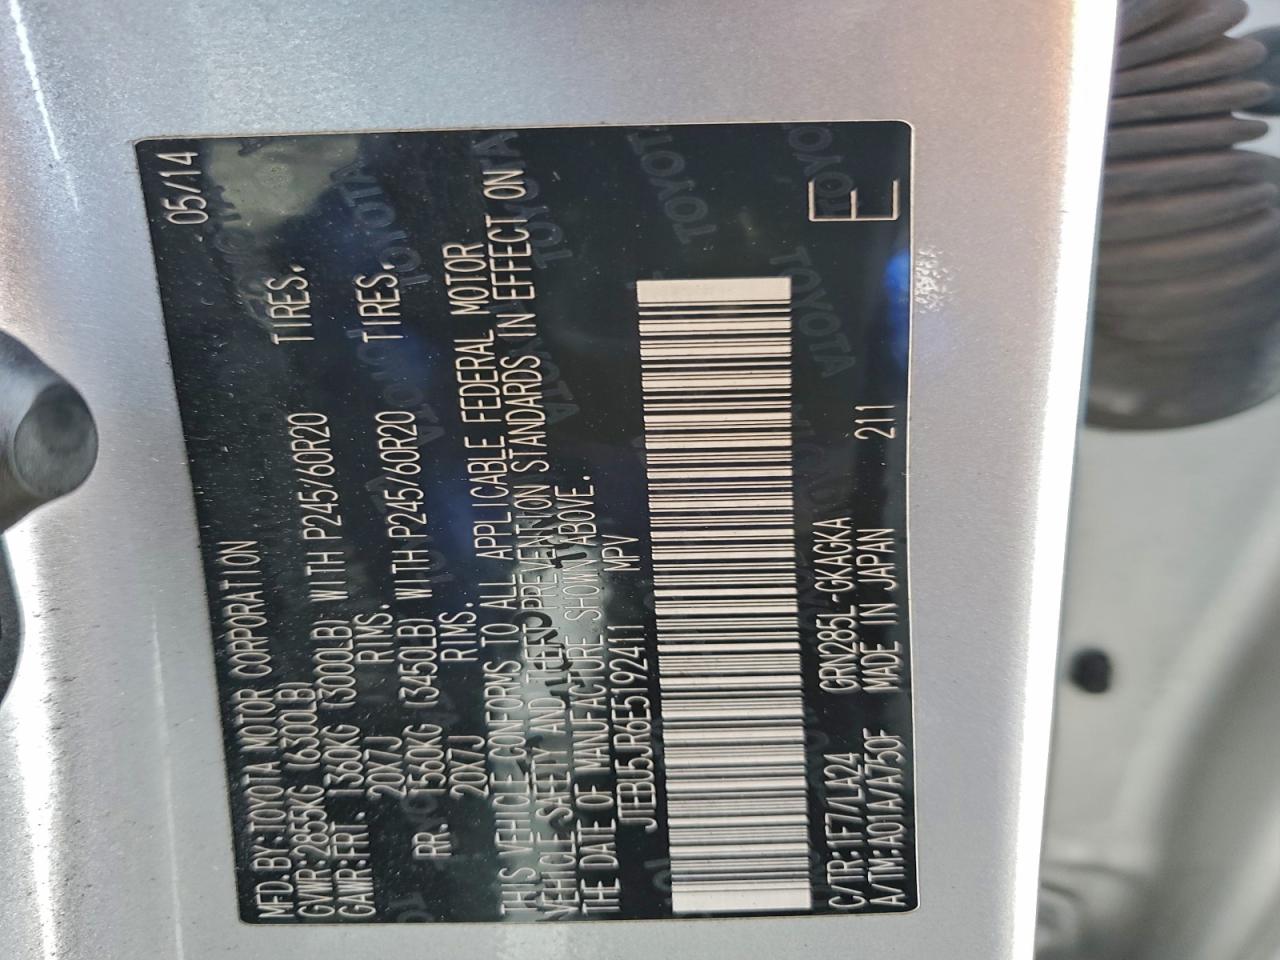 MFD.BY:TOYOTA MOTOR CORPORATION 05/14
GVWR:2855KG (6300LB)
GAWR:FRT. 1360KG (3000LB) WITH P245/60R20 TIRES.
20X7J RIMS.
RR. 1560KG (3450LB) WITH P245/60R20 TIRES.
20X7J RIMS.
THIS VEHICLE CONFORMS TO ALL APPLICABLE FEDERAL MOTOR
VEHICLE SAFETY AND THEFT PREVENTION STANDARDS IN EFFECT ON
THE DATE OF MANUFACTURE SHOWN ABOVE.
JTEBU5JR6E5192411 MPV
C/TR:1F7/LA24 GRN285L-GKAGKA 211
A/TM:A01A/A750F MADE IN JAPAN
E